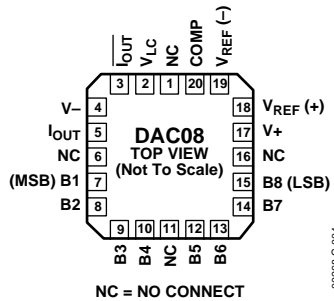 I̅O̅U̅T̅
VLC
NC
COMP
VREF (–)
3 2 1 20 19
V– 4
IOUT 5
NC 6
(MSB) B1 7
B2 8
DAC08
TOP VIEW
(Not To Scale)
18 VREF (+)
17 V+
16 NC
15 B8 (LSB)
14 B7
9 10 11 12 13
B3
B4
NC
B5
B6
NC = NO CONNECT